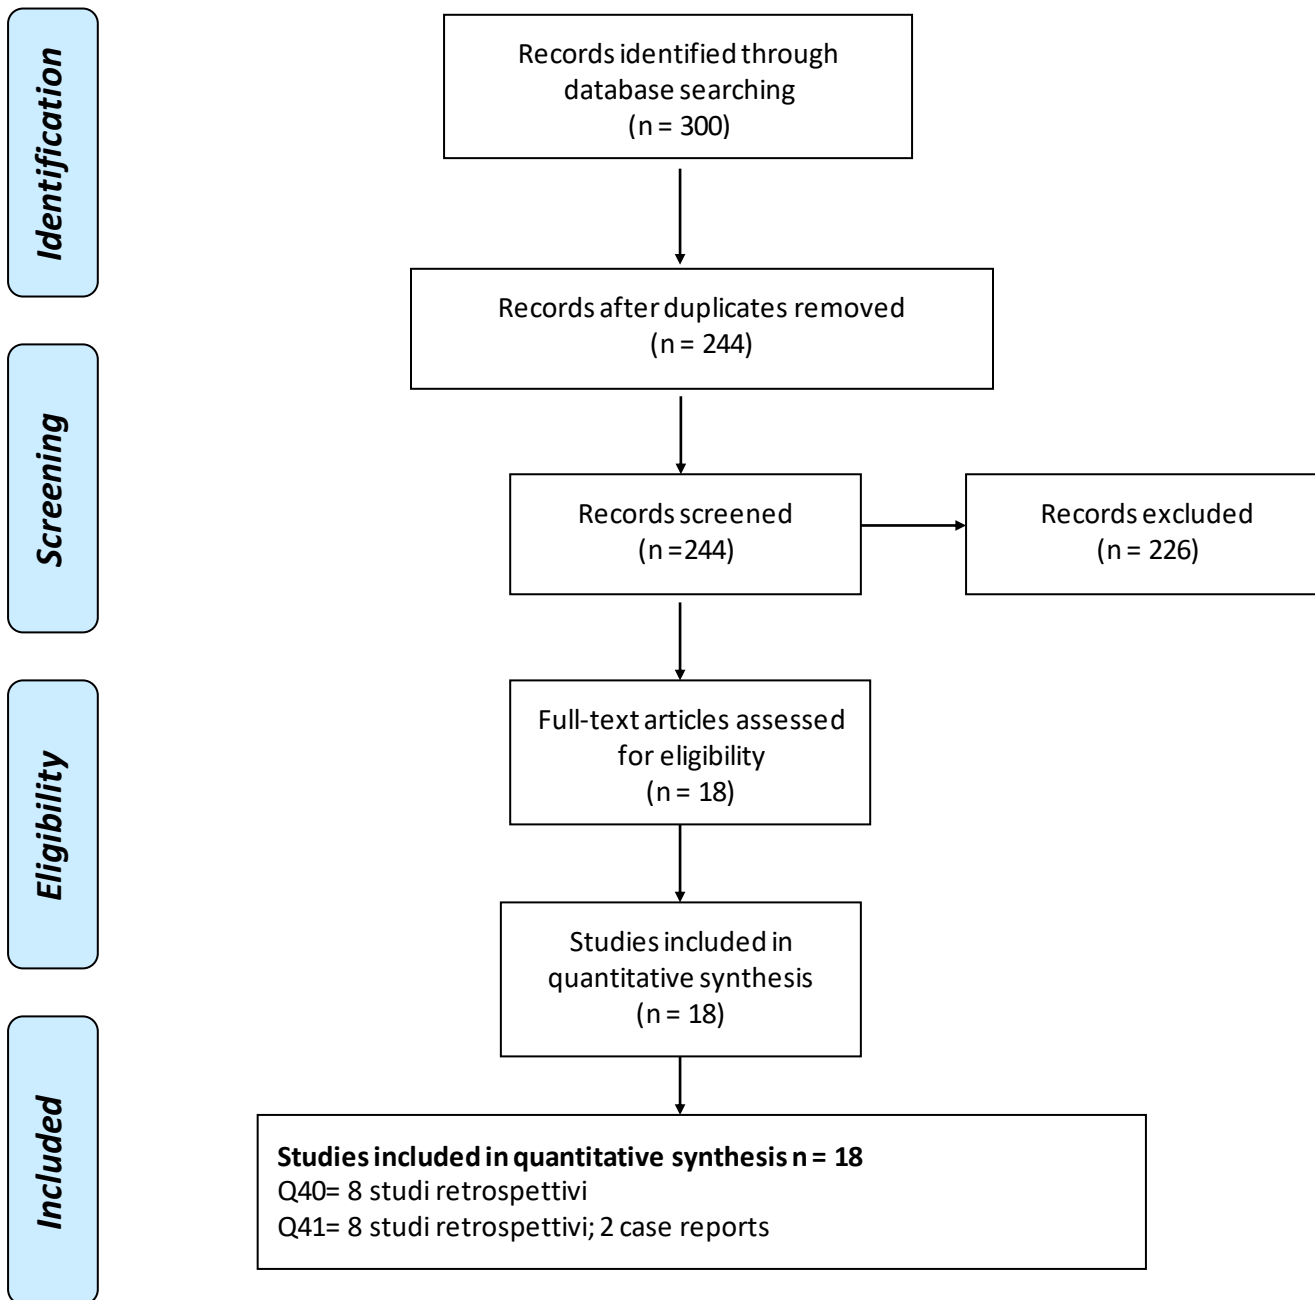 Identification
Records identified through
database searching
(n = 300)
Records after duplicates removed
(n = 244)
Screening
Records screened
(n =244)
Records excluded
(n = 226)
Eligibility
Full-text articles assessed
for eligibility
(n = 18)
Studies included in
quantitative synthesis
(n = 18)
Included
Studies included in quantitative synthesis n = 18
Q40= 8 studi retrospettivi
Q41= 8 studi retrospettivi; 2 case reports